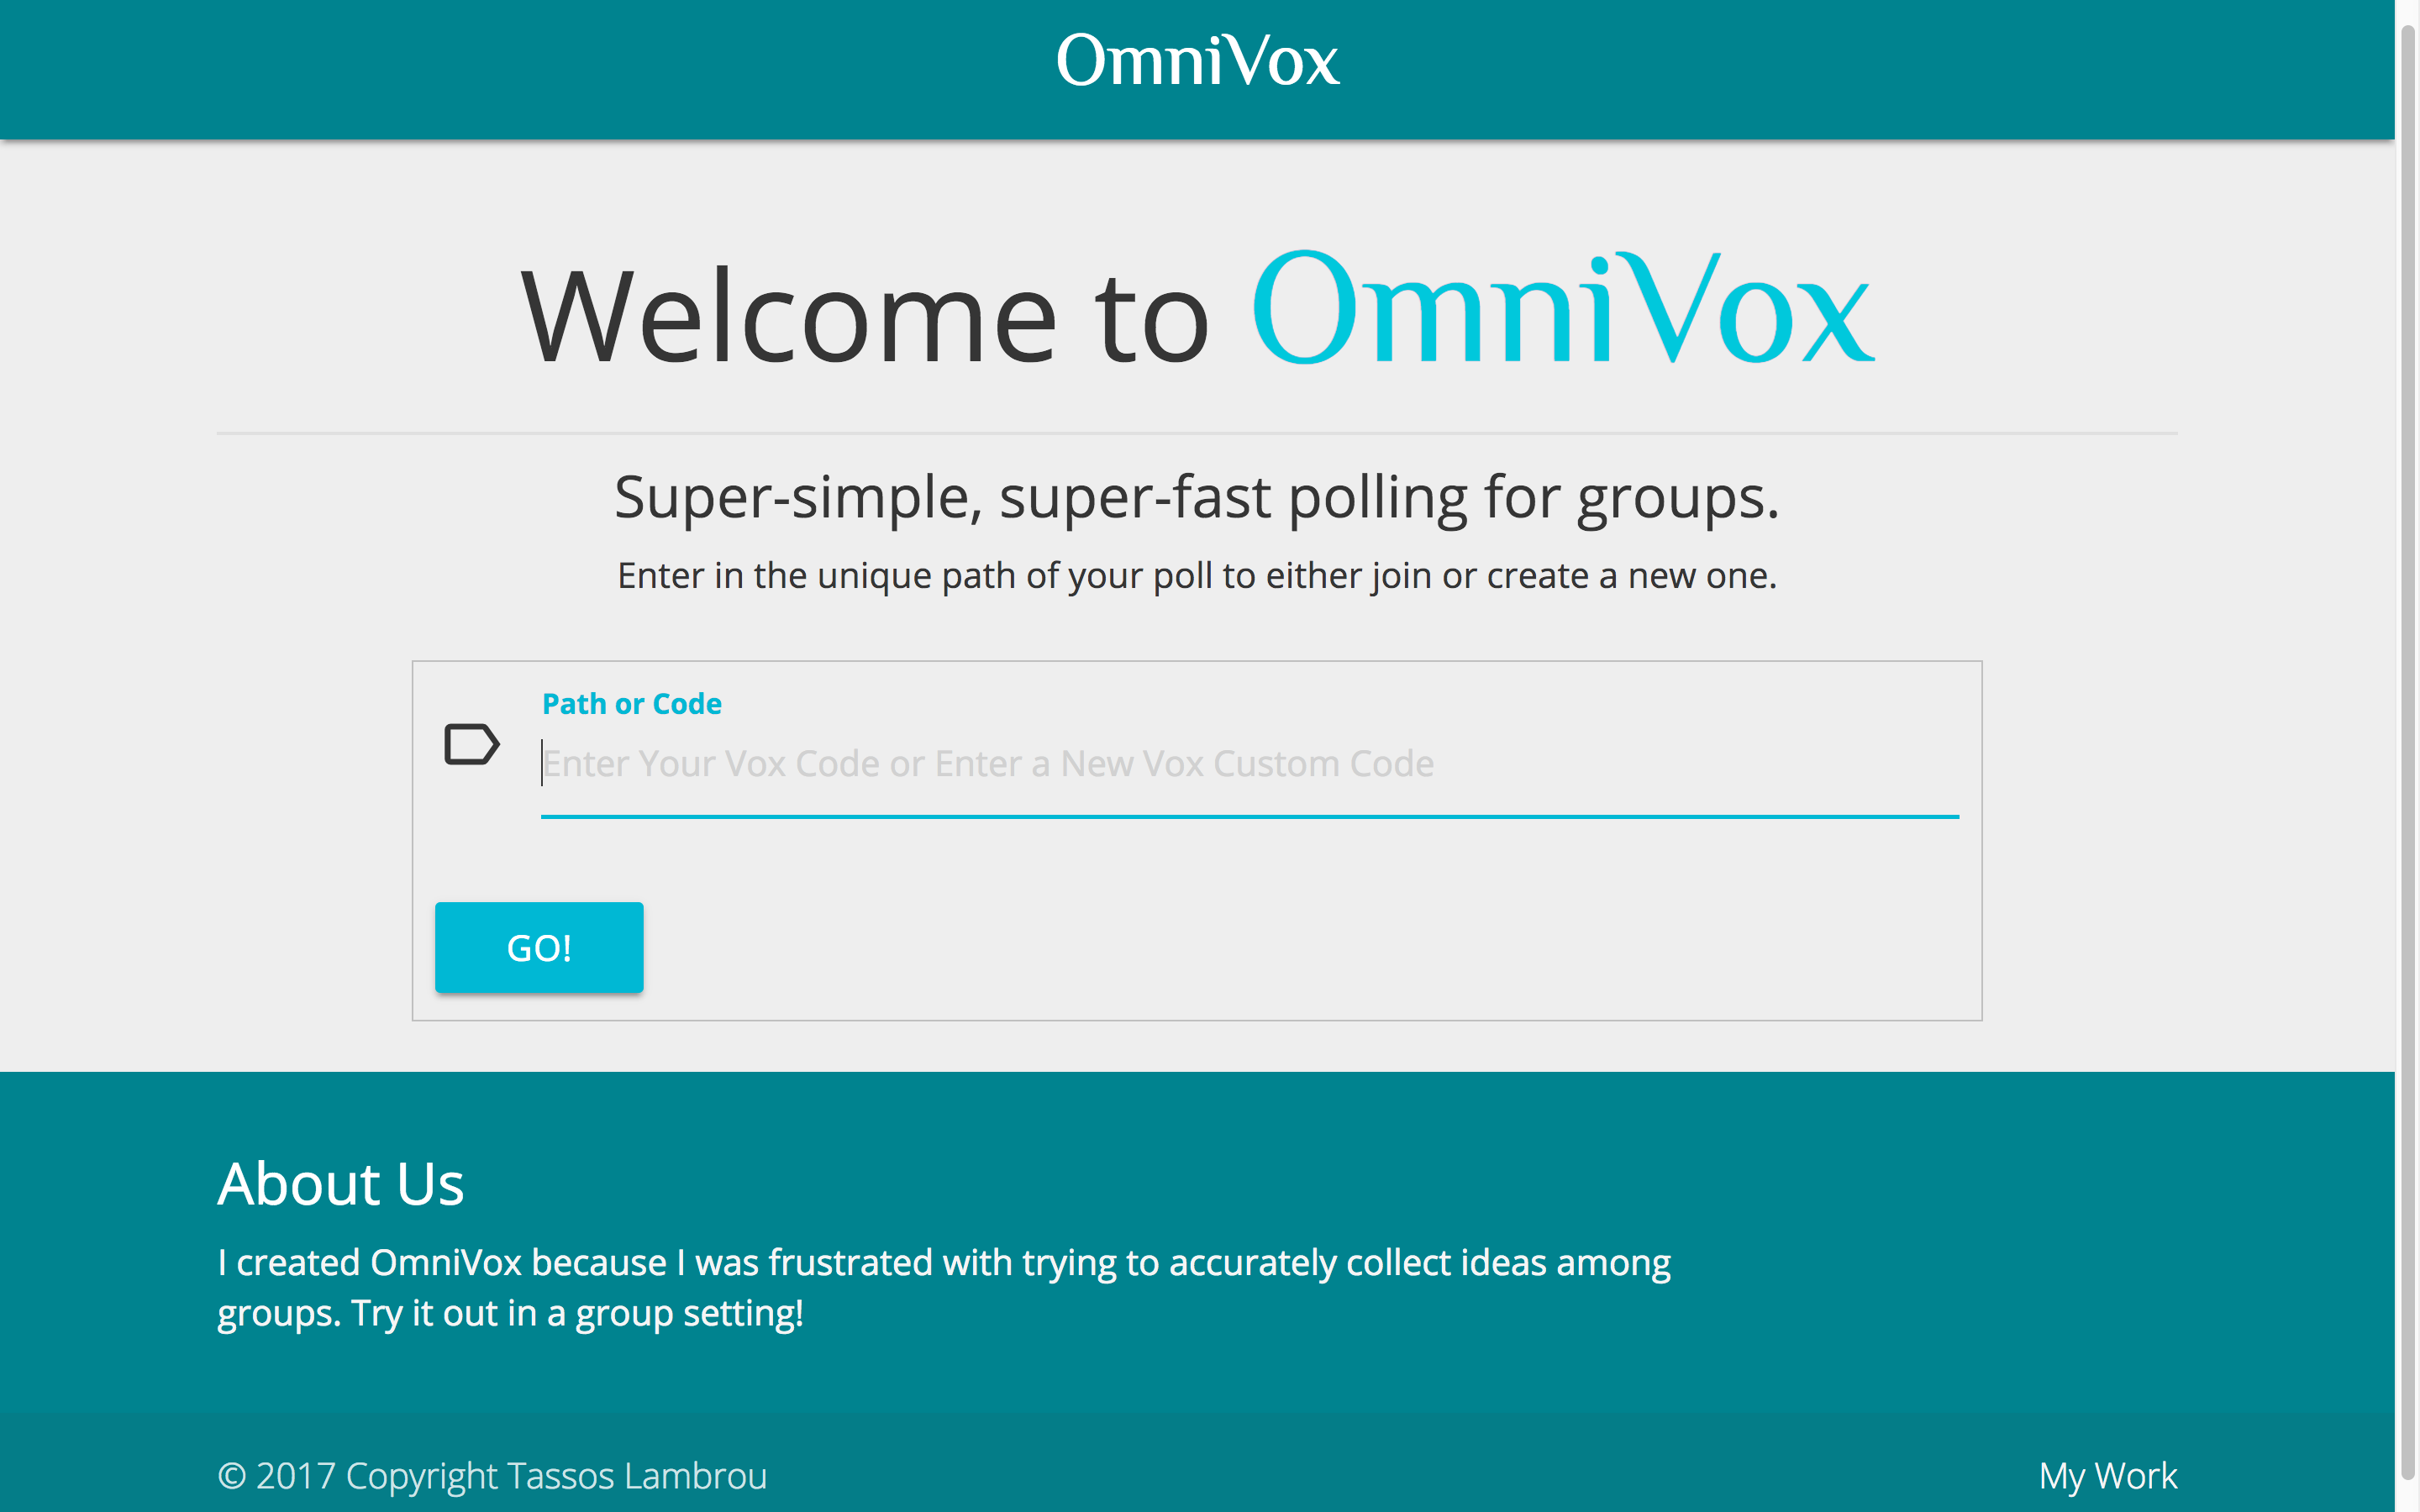 OmniVox
Welcome to OmniVox
Super-simple, super-fast polling for groups.
Enter in the unique path of your poll to either join or create a new one.
Path or Code
Enter Your Vox Code or Enter a New Vox Custom Code
GO!
About Us
I created OmniVox because I was frustrated with trying to accurately collect ideas among
groups. Try it out in a group setting!
© 2017 Copyright Tassos Lambrou
My Work